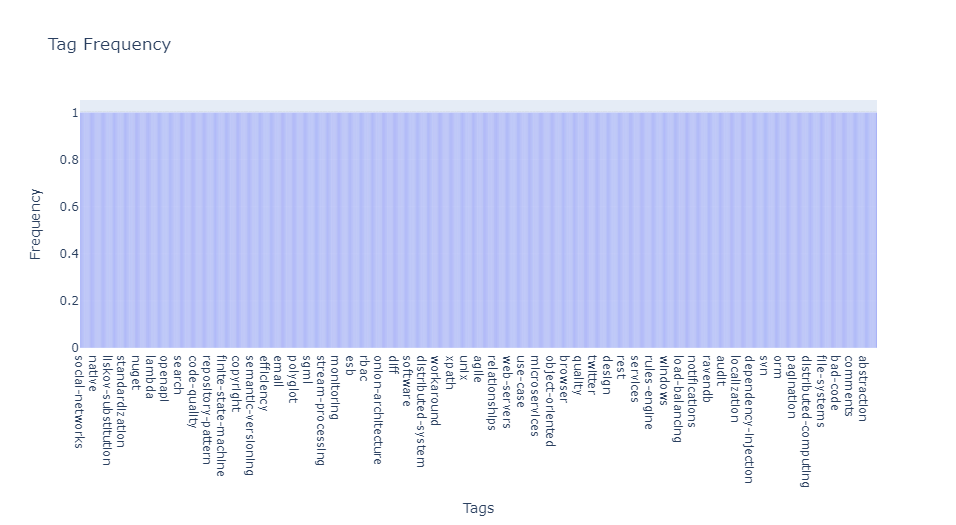 Tag Frequency
1
0.8
0.6
0.4
0.2
0
Frequency
social-networks
native
liskov-substitution
standardization
nuget
lambda
openapi
search
code-quality
repository-pattern
finite-state-machine
copyright
semantic-versioning
efficiency
email
polyglot
sgml
stream-processing
monitoring
esb
rbac
onion-architecture
diff
software
distributed-system
workaround
xpath
unix
agile
relationships
web-servers
use-case
microservices
object-oriented
browser
quality
twitter
design
rest
services
rules-engine
windows
load-balancing
notifications
ravendb
audit
localization
dependency-injection
svn
orm
pagination
distributed-computing
file-systems
bad-code
comments
abstraction
Tags